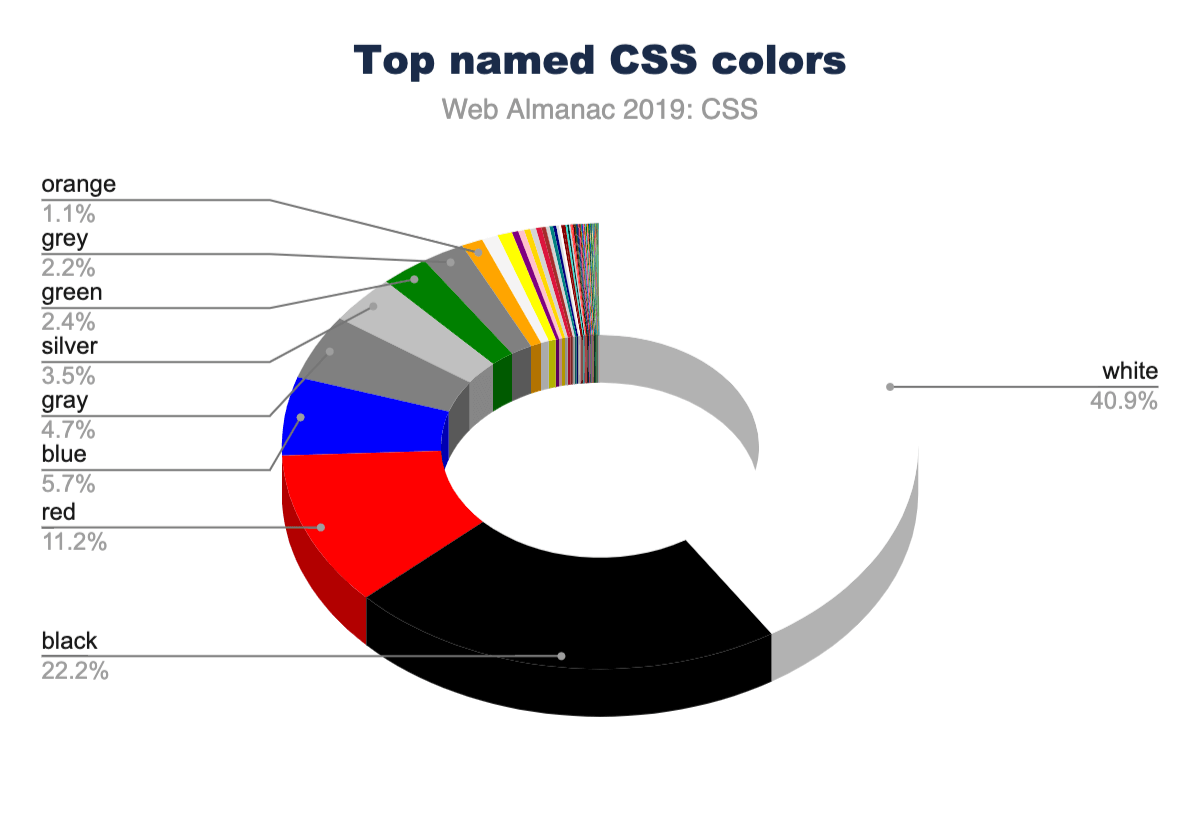 Top named CSS colors
Web Almanac 2019: CSS
orange
1.1%
grey
2.2%
green
2.4%
silver
3.5%
gray
4.7%
blue
5.7%
red
11.2%
black
22.2%
white
40.9%